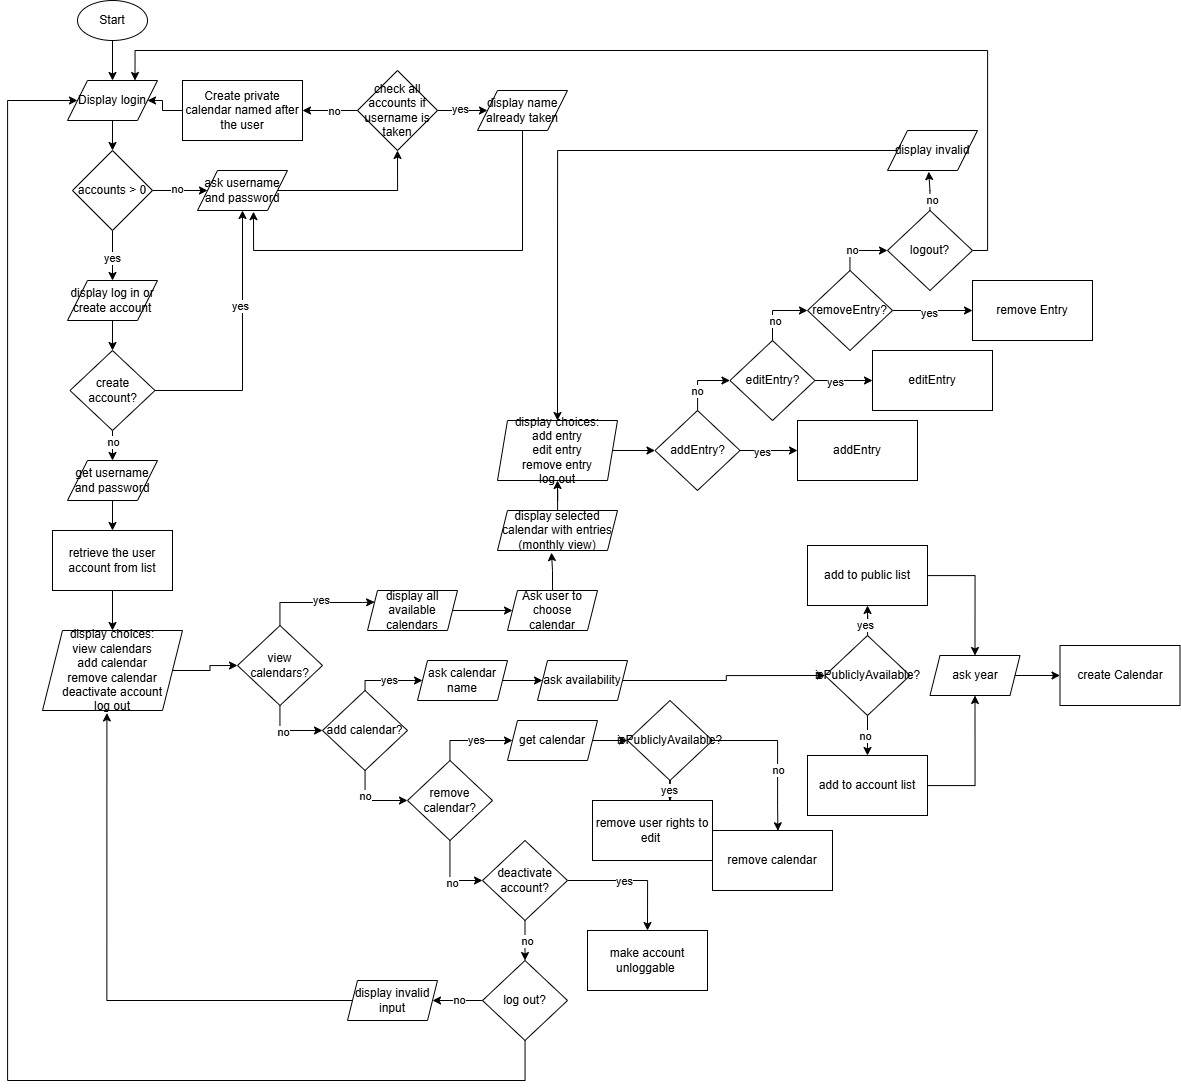 Start
Display login
Create private
calendar named after
the user
no
check all
accounts if
username is
taken
yes
display name
already taken
accounts > 0
no
ask username
and password
yes
display log in or
create account
yes
create
account?
no
get username
and password
retrieve the user
account from list
display choices:
view calendars
add calendar
remove calendar
deactivate account
log out
view
calendars?
yes
display all
available
calendars
Ask user to
choose
calendar
display selected
calendar with entries
(monthly view)
display choices:
add entry
edit entry
remove entry
log out
addEntry?
yes
addEntry
no
editEntry?
yes
editEntry
no
removeEntry?
yes
remove Entry
no
logout?
no
display invalid
no
add calendar?
yes
ask calendar
name
ask availability
isPubliclyAvailable?
yes
add to public list
no
add to account list
ask year
create Calendar
no
remove
calendar?
yes
get calendar
isPubliclyAvailable?
yes
remove user rights to
edit
no
remove calendar
no
deactivate
account?
yes
make account
unloggable
no
log out?
no
display invalid
input